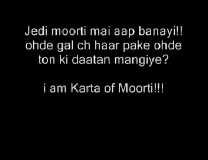 Jedi moorti mai aap banayi!!
ohde gal ch haar pake ohde
ton ki daatan mangiye?
i am Karta of Moorti!!!